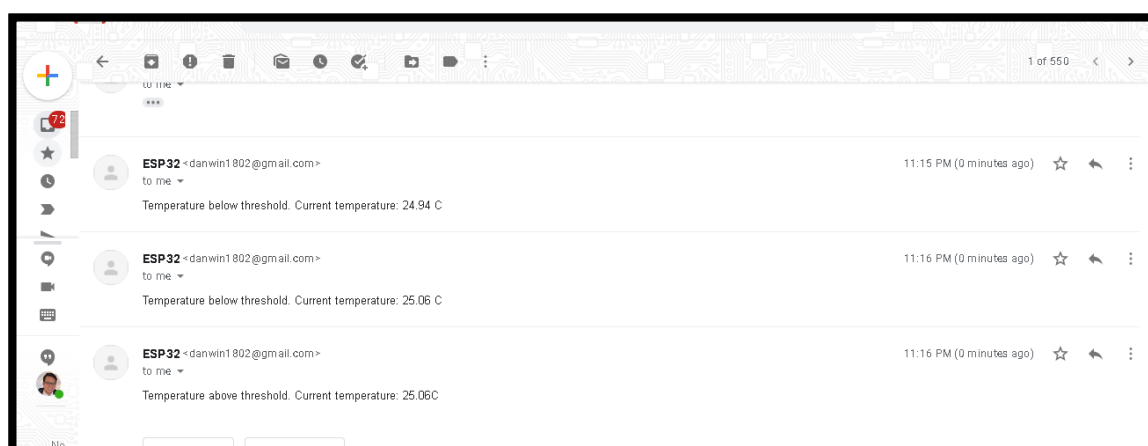 1 of 550
to me
72
ESP32 <danwin1802@gmail.com> 11:15 PM (0 minutes ago)
to me
Temperature below threshold. Current temperature: 24.94 C
ESP32 <danwin1802@gmail.com> 11:16 PM (0 minutes ago)
to me
Temperature below threshold. Current temperature: 25.06 C
ESP32 <danwin1802@gmail.com> 11:16 PM (0 minutes ago)
to me
Temperature above threshold. Current temperature: 25.06C
No